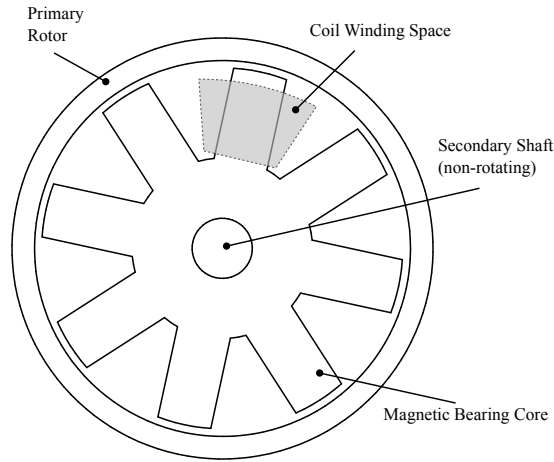 Primary
Rotor
Coil Winding Space
Secondary Shaft
(non-rotating)
Magnetic Bearing Core